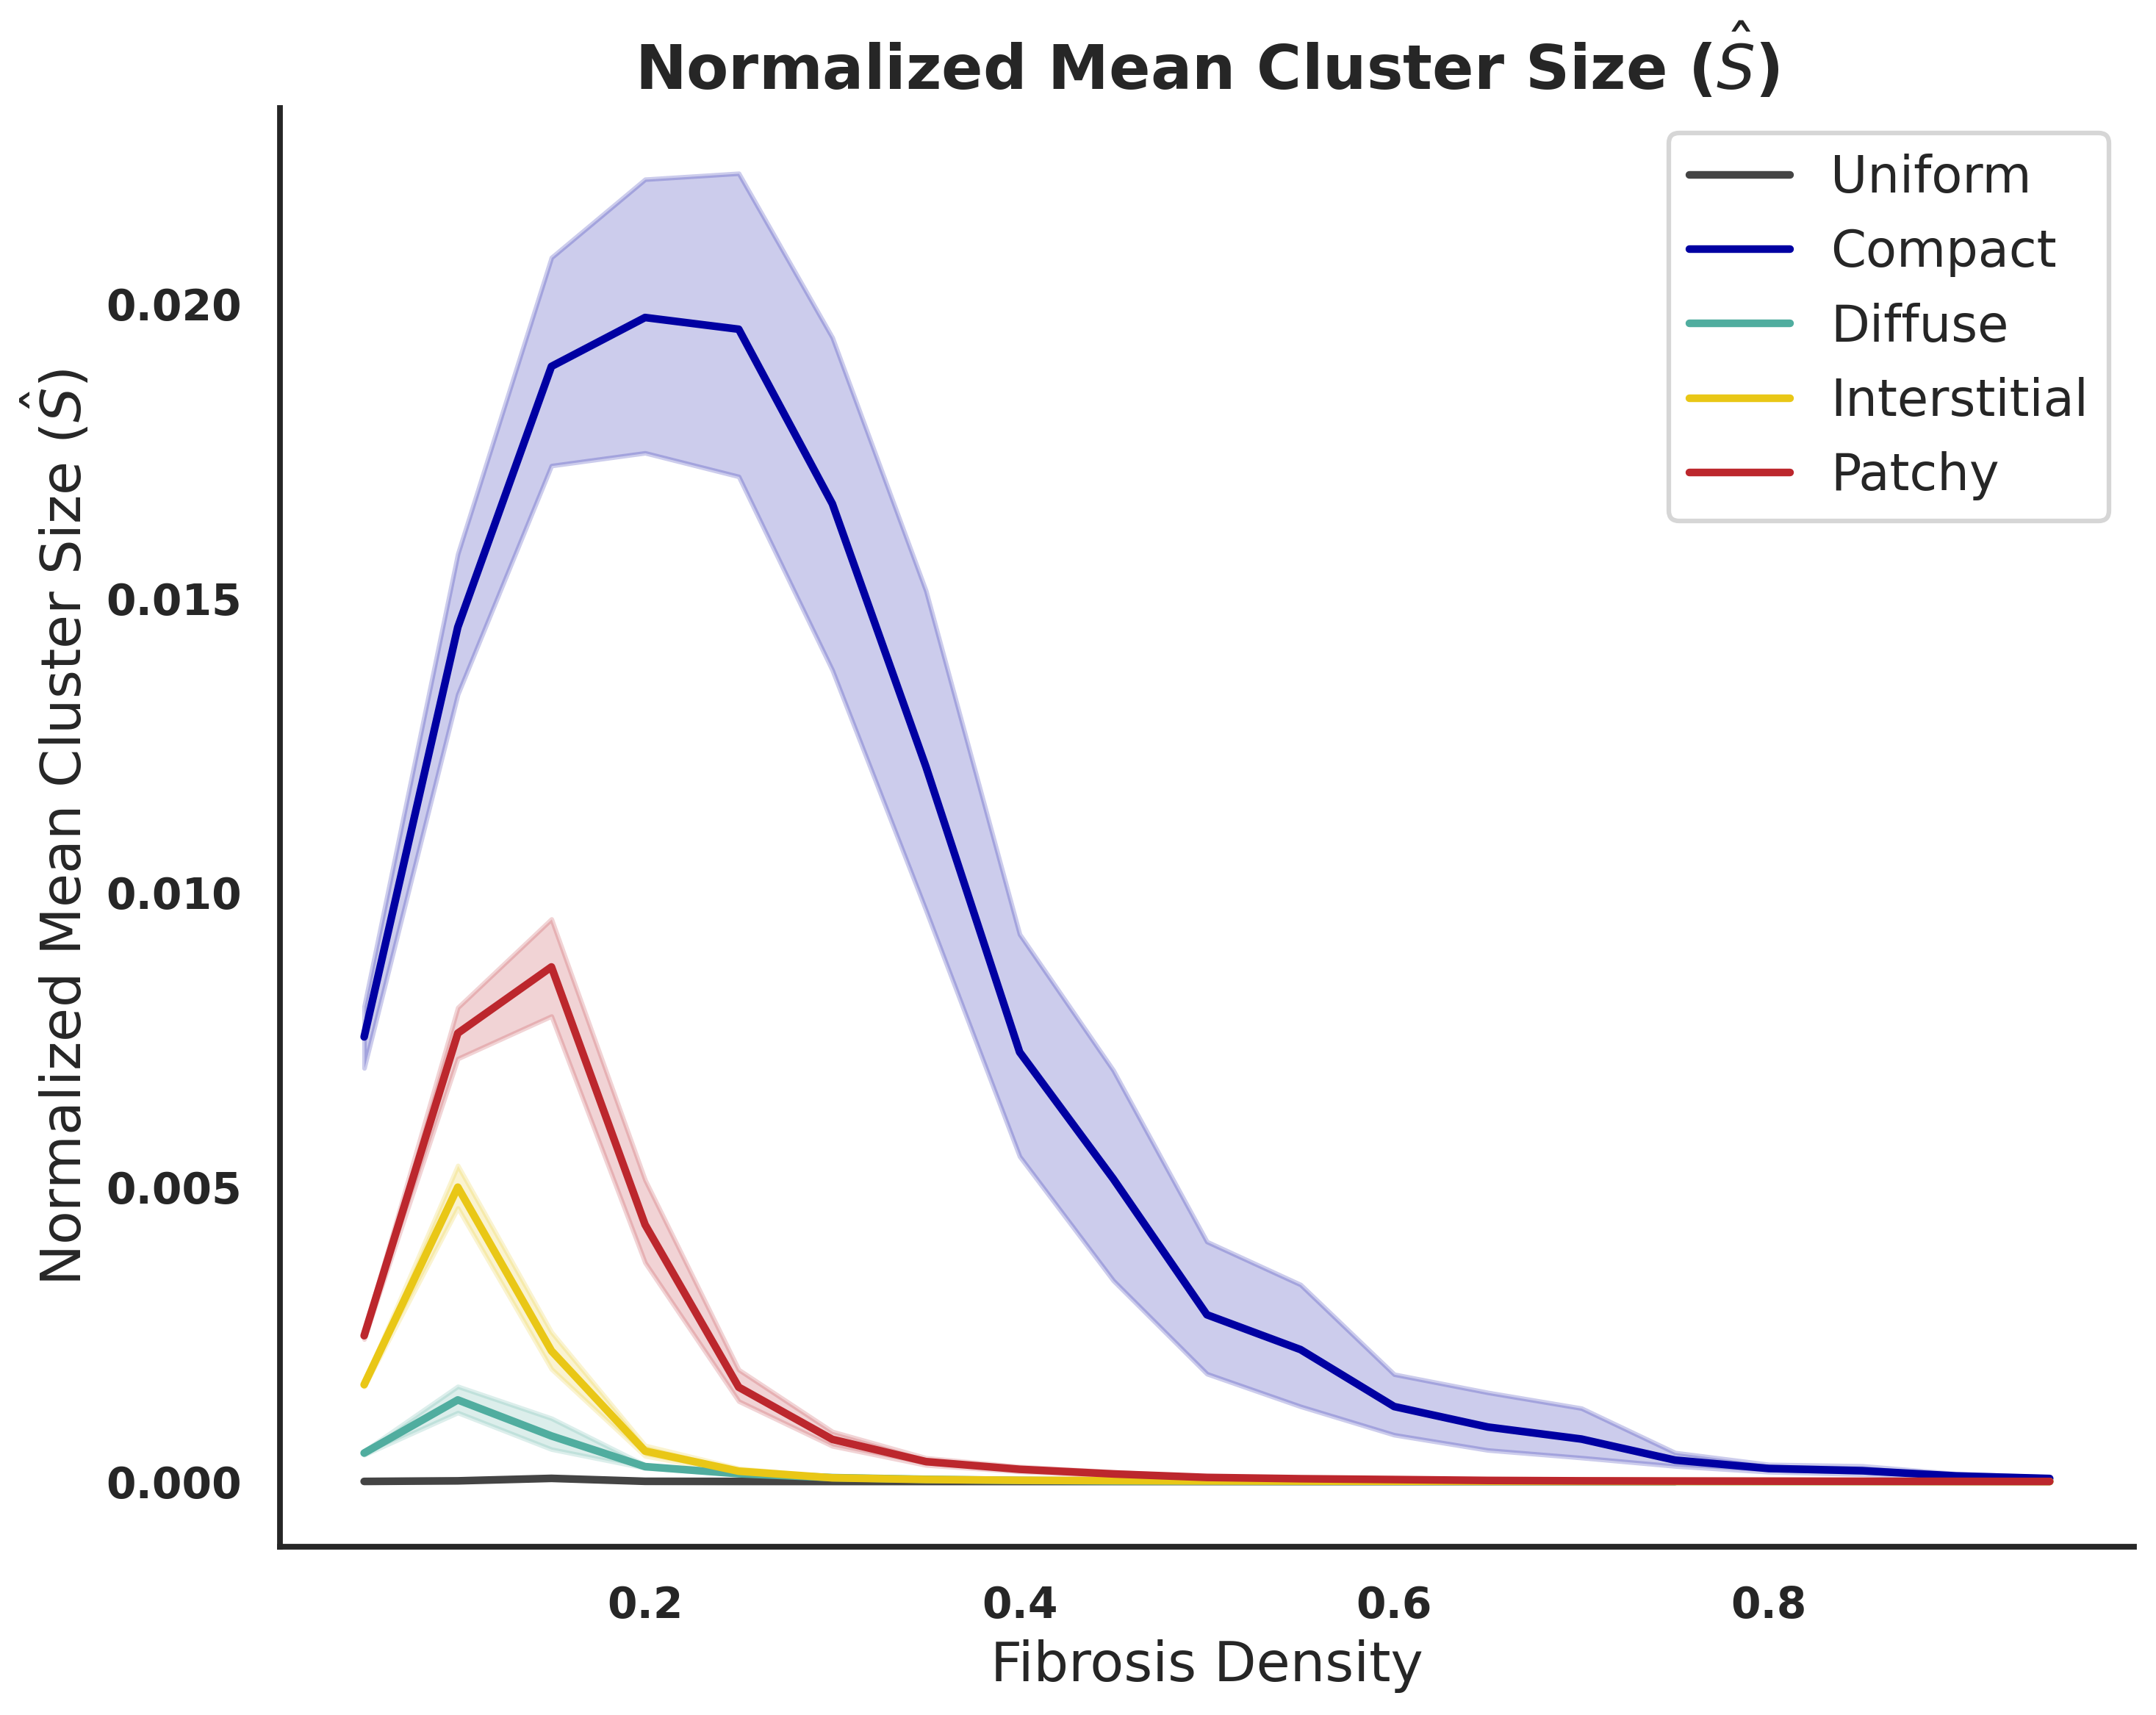 Normalized Mean Cluster Size (Ŝ)
Uniform
Compact
Diffuse
Interstitial
Patchy
Normalized Mean Cluster Size (Ŝ)
0.020
0.015
0.010
0.005
0.000
0.2 0.4 0.6 0.8
Fibrosis Density